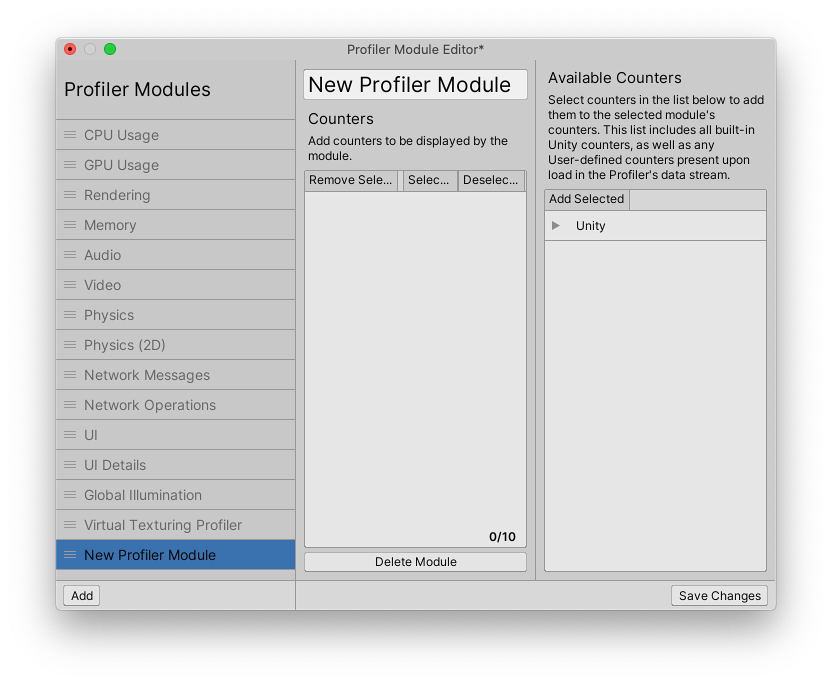 Profiler Module Editor*
Profiler Modules
CPU Usage
GPU Usage
Rendering
Memory
Audio
Video
Physics
Physics (2D)
Network Messages
Network Operations
UI
UI Details
Global Illumination
Virtual Texturing Profiler
New Profiler Module
Add
New Profiler Module
Counters
Add counters to be displayed by the
module.
Remove Sele... Selec... Deselec...
0/10
Delete Module
Available Counters
Select counters in the list below to add
them to the selected module's
counters. This list includes all built-in
Unity counters, as well as any
User-defined counters present upon
load in the Profiler's data stream.
Add Selected
Unity
Save Changes